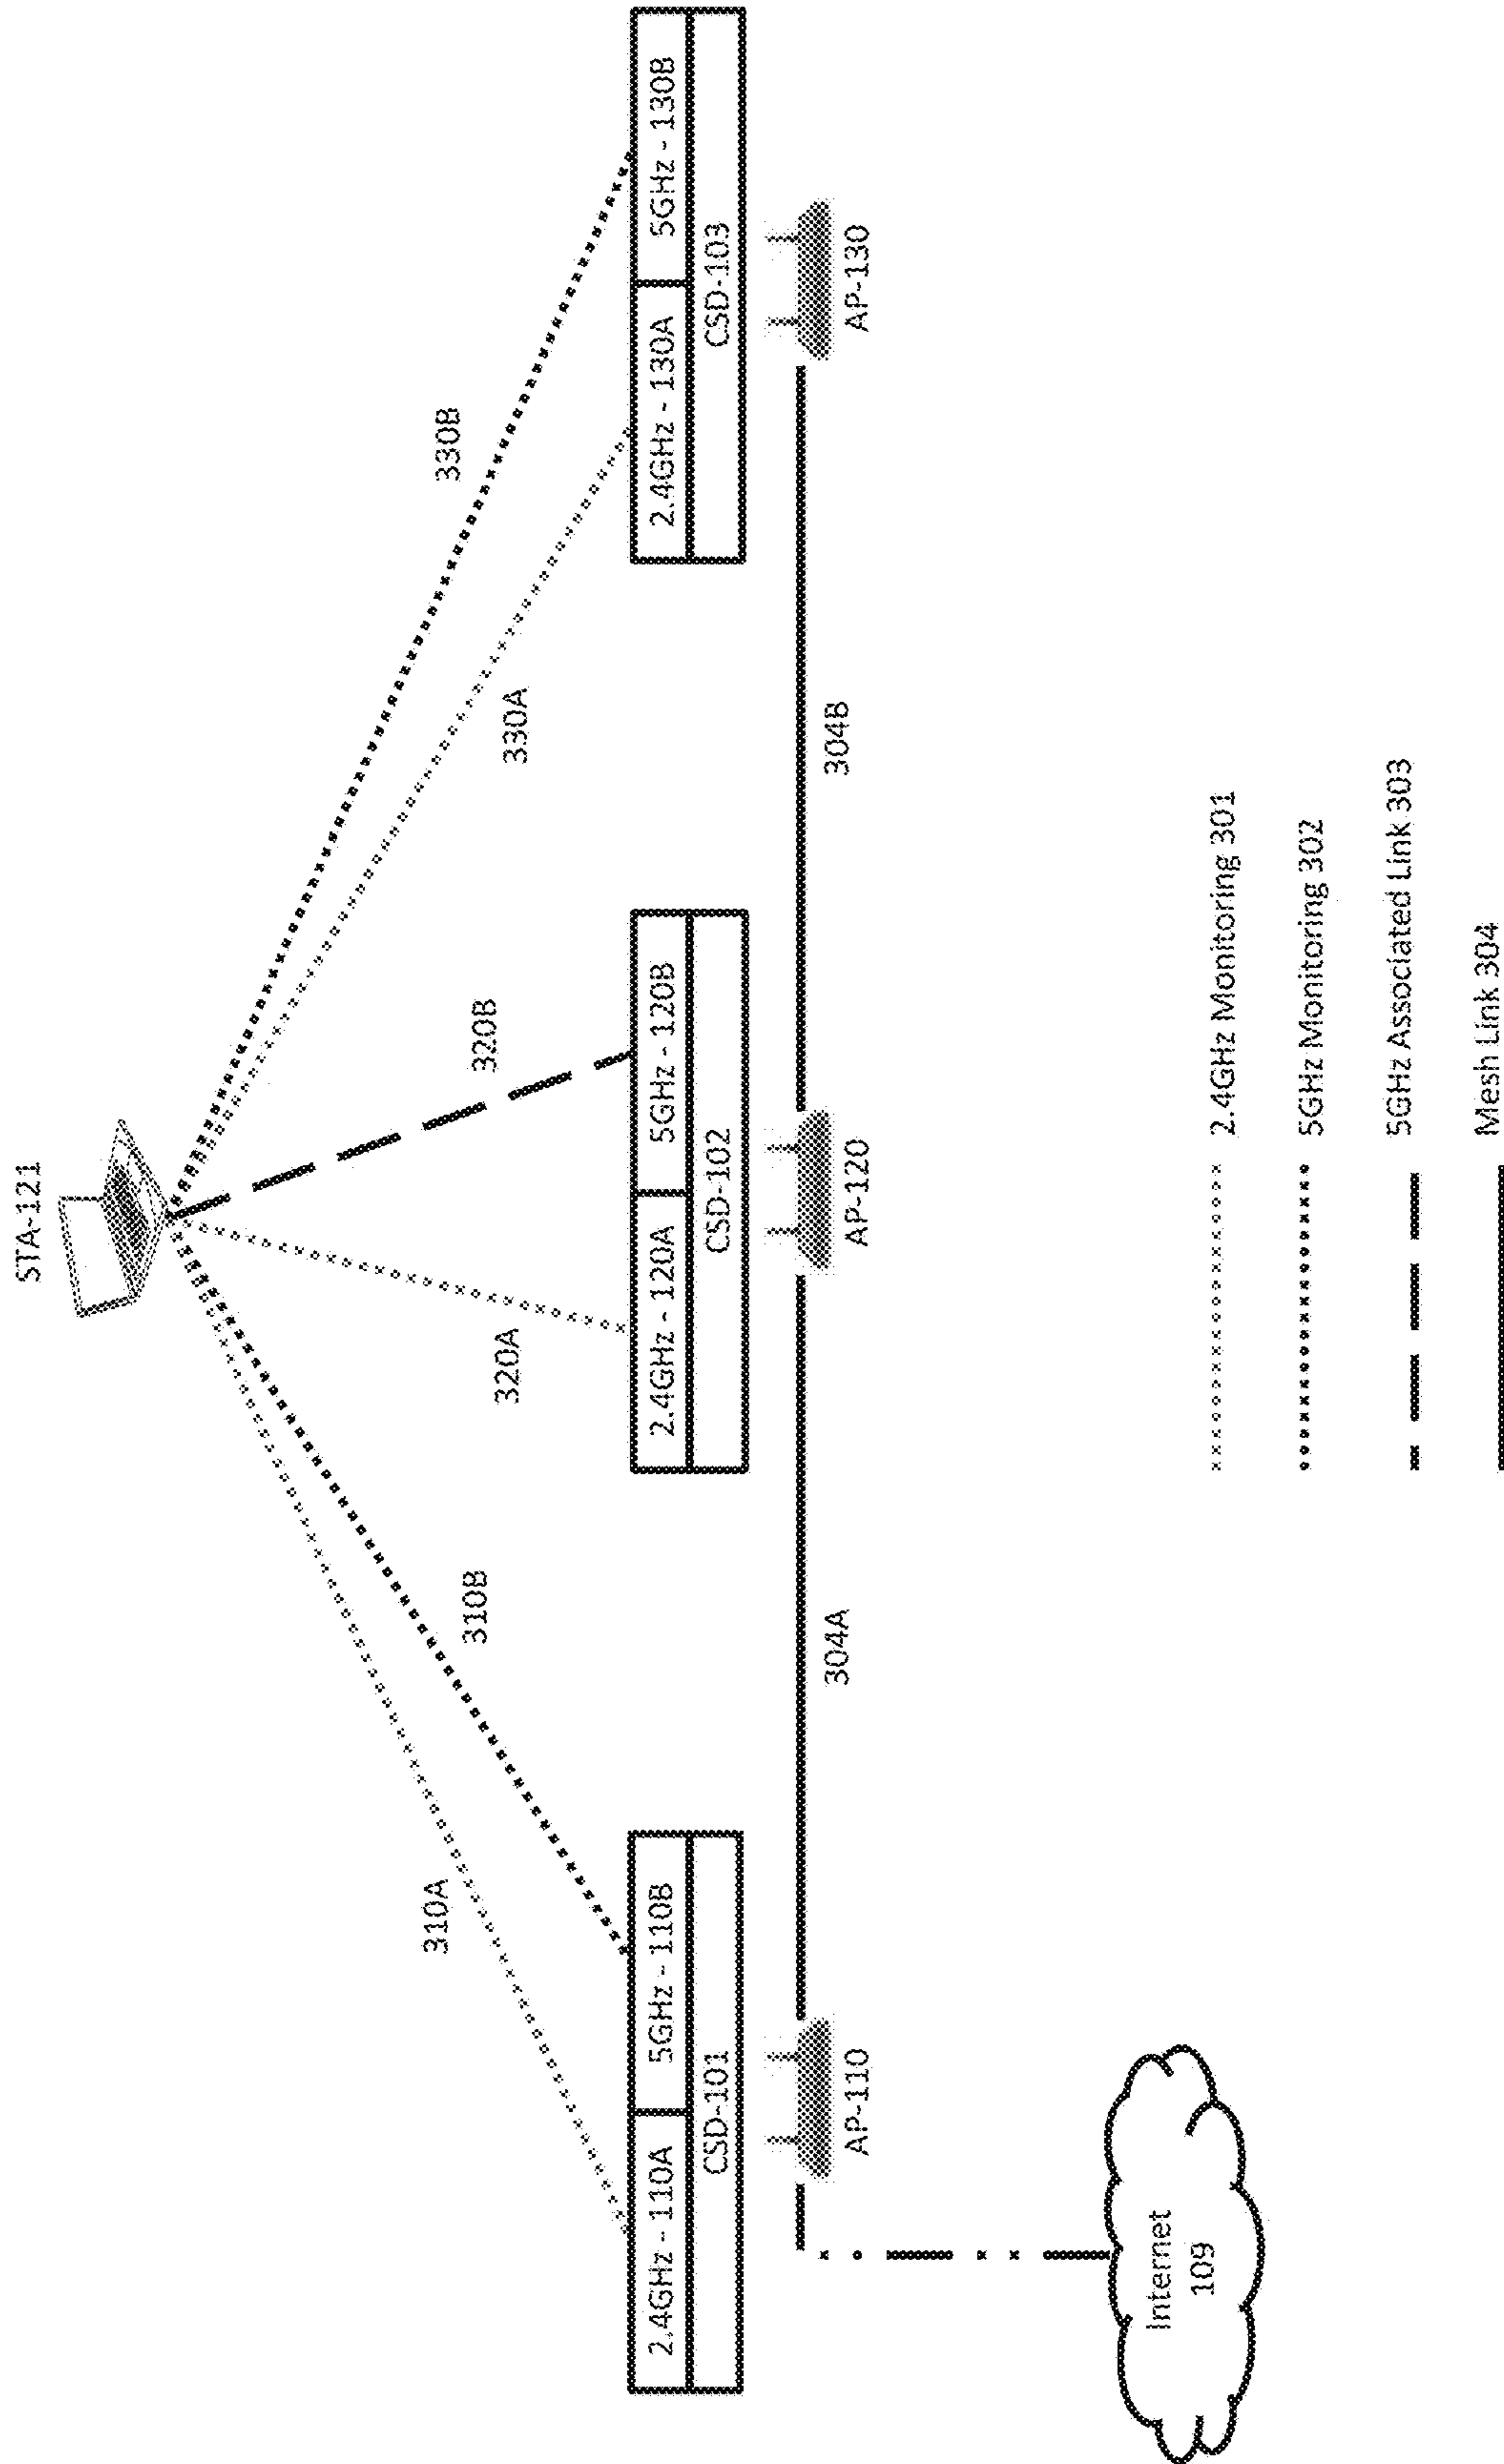 STA-121
310A
310B
320A
320B
330A
330B
2.4GHz - 110A
5GHz - 110B
CSD-101
2.4GHz - 120A
5GHz - 120B
CSD-102
2.4GHz - 130A
5GHz - 130B
CSD-103
AP-110
304A
AP-120
304B
AP-130
Internet
109
2.4GHz Monitoring 301
5GHz Monitoring 302
5GHz Associated Link 303
Mesh Link 304